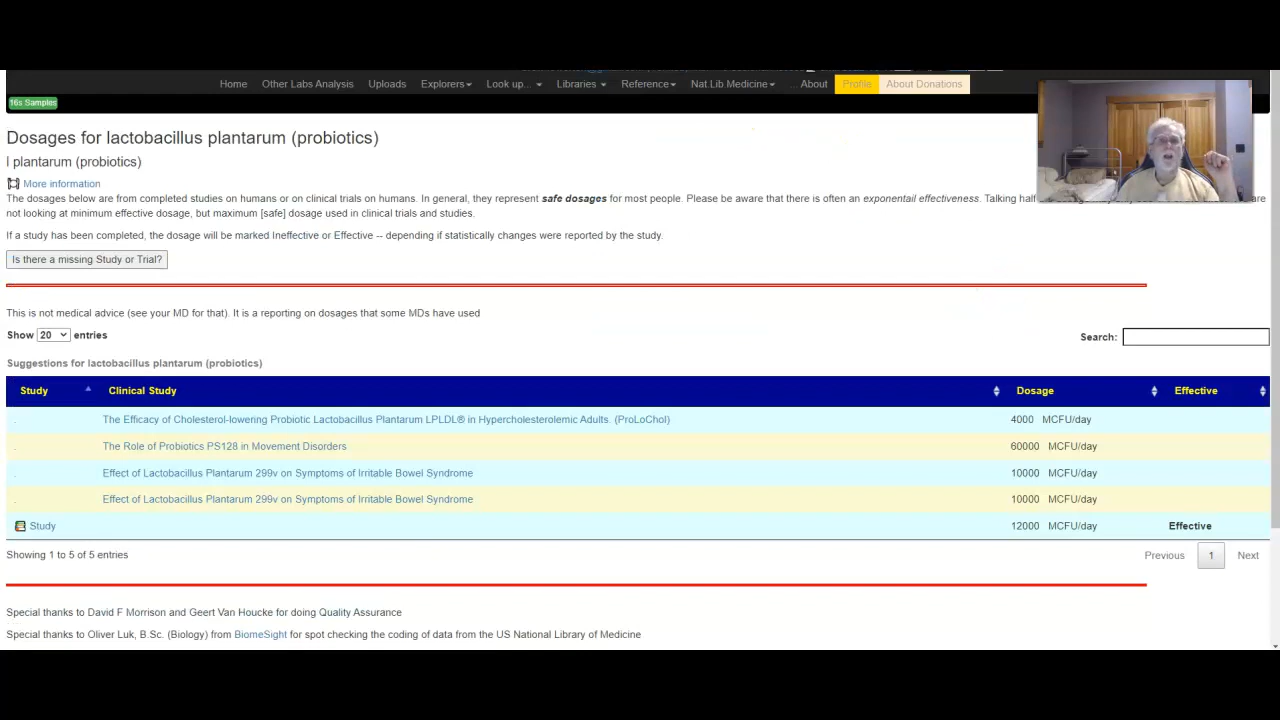 Home Other Labs Analysis Uploads Explorers Look up... Libraries Reference Nat.Lib.Medicine ... About Profile About Donations
16s Samples
Dosages for lactobacillus plantarum (probiotics)
l plantarum (probiotics)
More information
The dosages below are from completed studies on humans or on clinical trials on humans. In general, they represent safe dosages for most people. Please be aware that there is often an exponentail effectiveness. Talking half
not looking at minimum effective dosage, but maximum [safe] dosage used in clinical trials and studies.
If a study has been completed, the dosage will be marked Ineffective or Effective -- depending if statistically changes were reported by the study.
Is there a missing Study or Trial?
This is not medical advice (see your MD for that). It is a reporting on dosages that some MDs have used
Show 20 entries
Search:
Suggestions for lactobacillus plantarum (probiotics)
Study Clinical Study Dosage Effective
. The Efficacy of Cholesterol-lowering Probiotic Lactobacillus Plantarum LPLDL® in Hypercholesterolemic Adults. (ProLoChol) 4000 MCFU/day
. The Role of Probiotics PS128 in Movement Disorders 60000 MCFU/day
. Effect of Lactobacillus Plantarum 299v on Symptoms of Irritable Bowel Syndrome 10000 MCFU/day
. Effect of Lactobacillus Plantarum 299v on Symptoms of Irritable Bowel Syndrome 10000 MCFU/day
Study 12000 MCFU/day Effective
Showing 1 to 5 of 5 entries
Previous 1 Next
Special thanks to David F Morrison and Geert Van Houcke for doing Quality Assurance
Special thanks to Oliver Luk, B.Sc. (Biology) from BiomeSight for spot checking the coding of data from the US National Library of Medicine